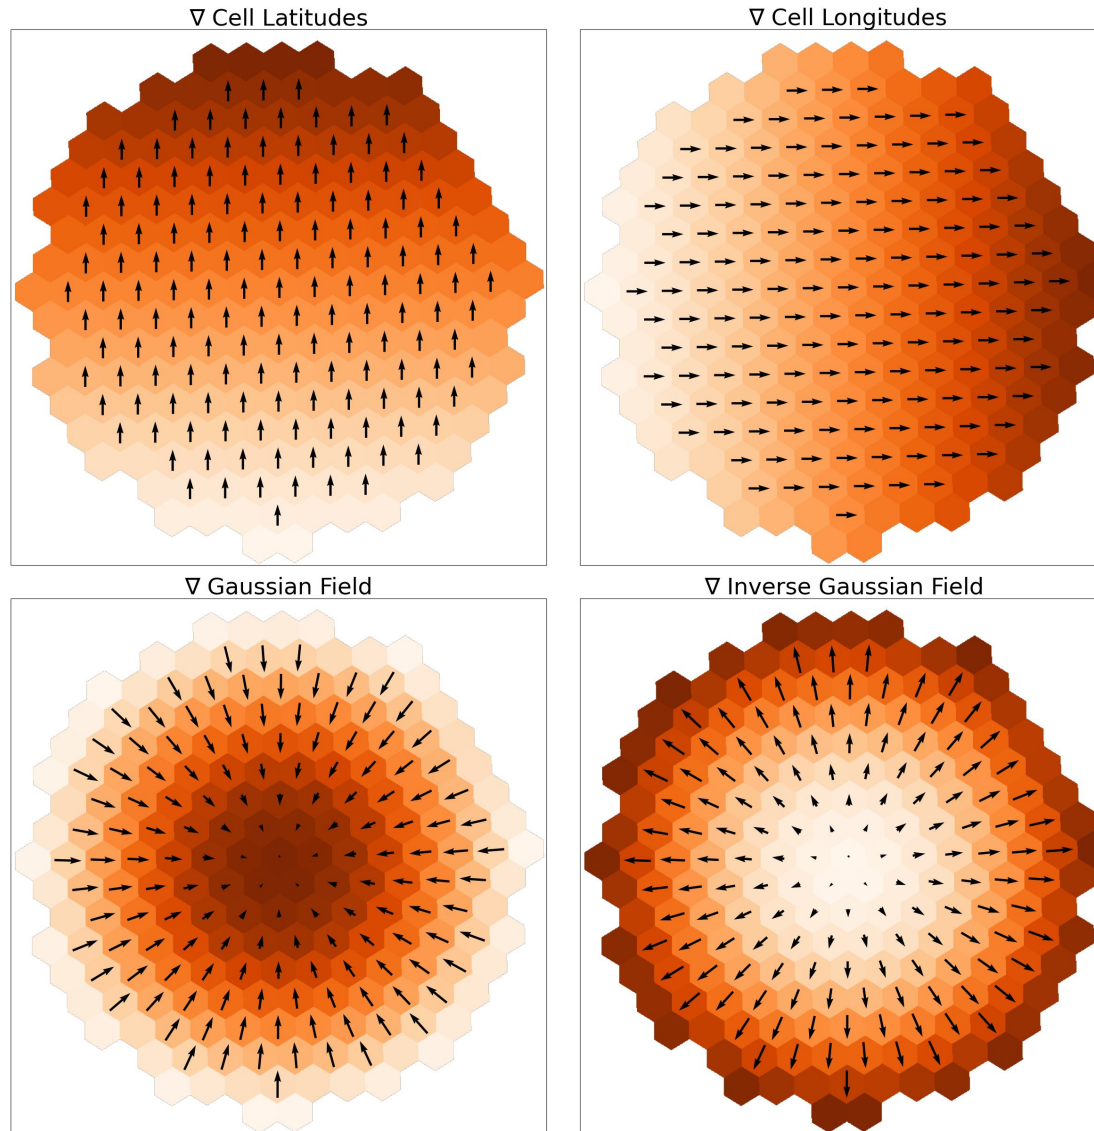 ∇ Cell Latitudes
∇ Cell Longitudes
∇ Gaussian Field
∇ Inverse Gaussian Field